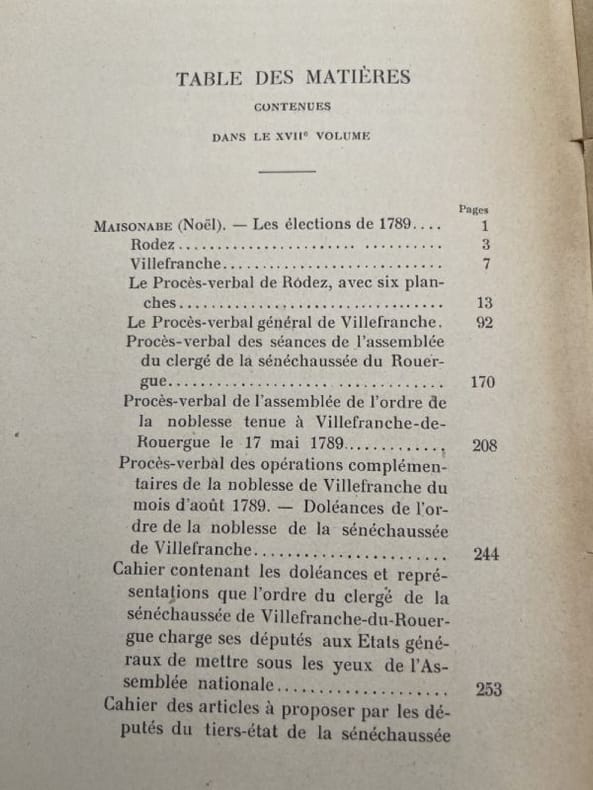 TABLE DES MATIÈRES
CONTENUES
DANS LE XVIIe VOLUME
Pages
MAISONABE (Noël). — Les élections de 1789.... 1
Rodez...................... .......... 3
Villefranche............................ 7
Le Procès-verbal de Rodez, avec six plan-
ches.................................. 13
Le Procès-verbal général de Villefranche. 92
Procès-verbal des séances de l'assemblée
du clergé de la sénéchaussée du Rouer-
gue.................................. 170
Procès-verbal de l'assemblée de l'ordre de
la noblesse tenue à Villefranche-de-
Rouergue le 17 mai 1789............. 208
Procès-verbal des opérations complémen-
taires de la noblesse de Villefranche du
mois d'août 1789. — Doléances de l'or-
dre de la noblesse de la sénéchaussée
de Villefranche....................... 244
Cahier contenant les doléances et repré-
sentations que l'ordre du clergé de la
sénéchaussée de Villefranche-du-Rouer-
gue charge ses députés aux Etats géné-
raux de mettre sous les yeux de l'As-
semblée nationale.................... 253
Cahier des articles à proposer par les dé-
putés du tiers-état de la sénéchaussée